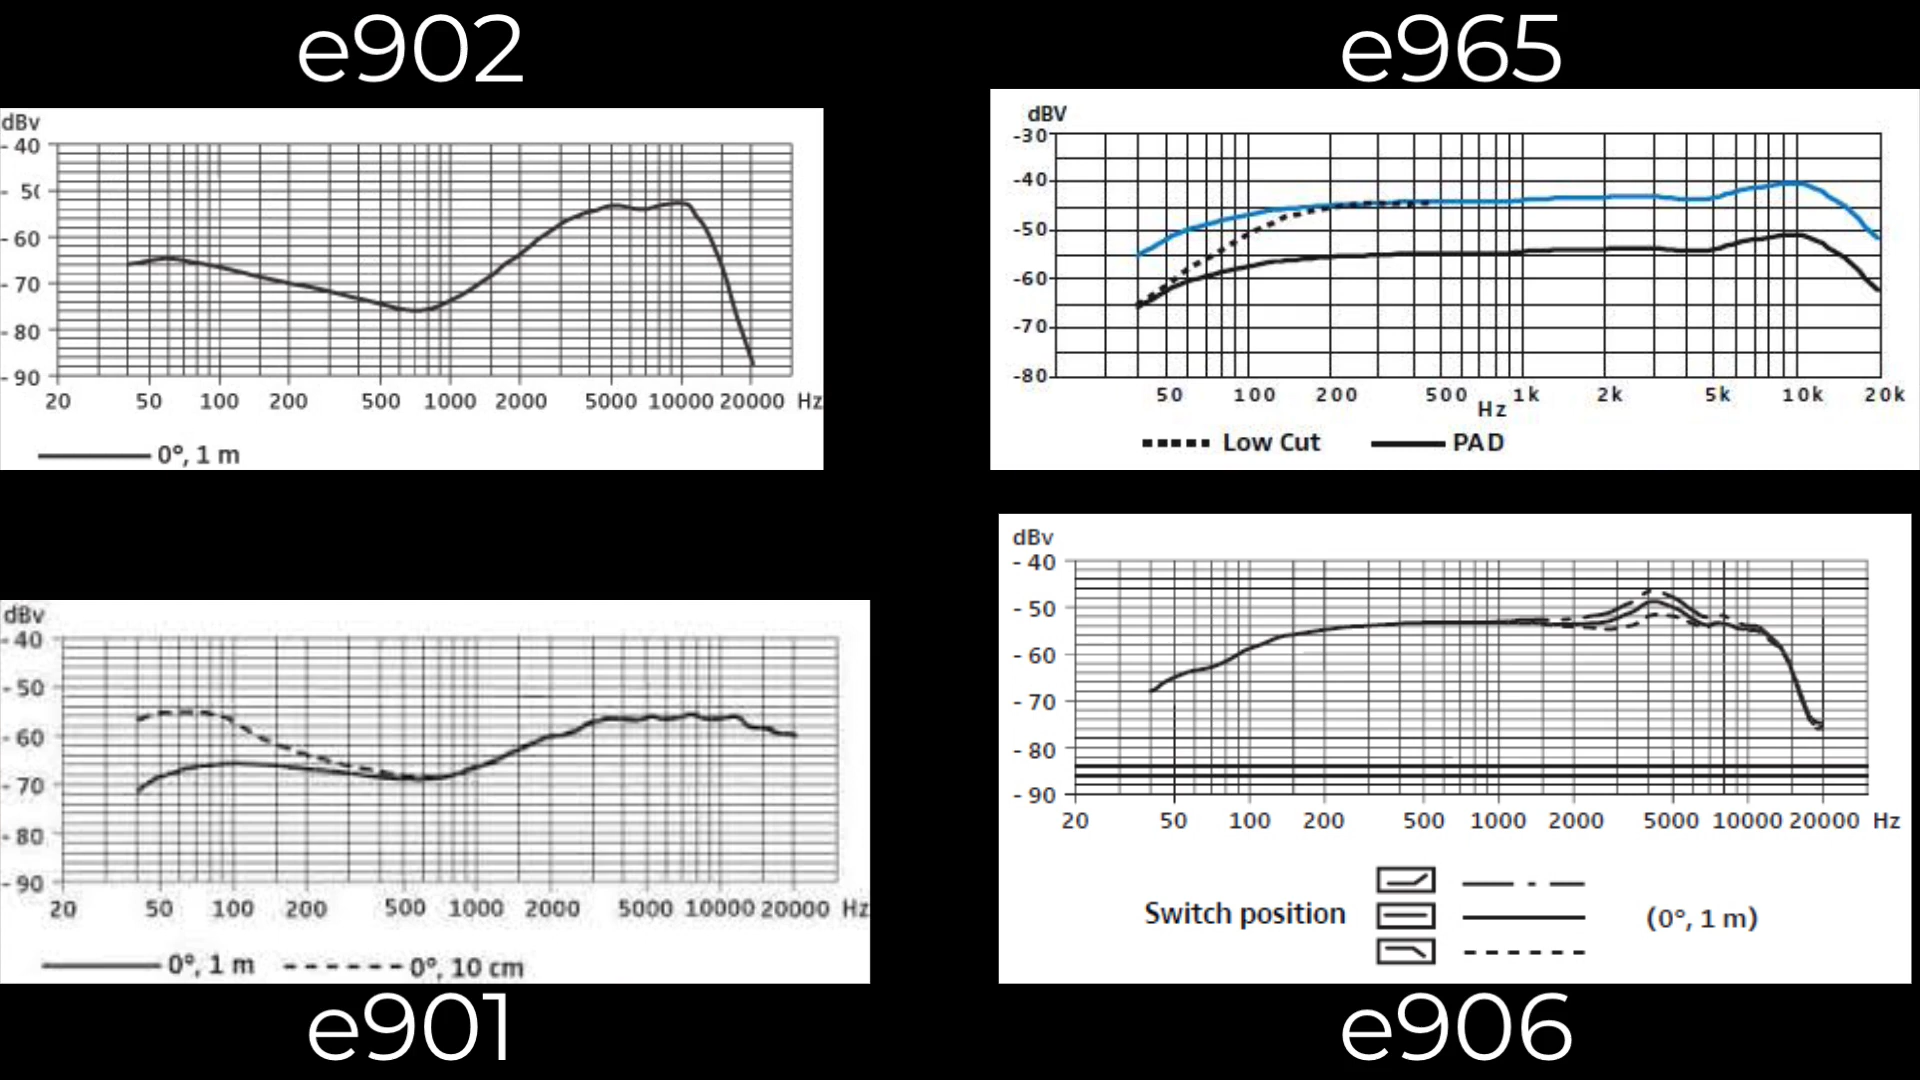 e902
dBv
- 40
- 5(
- 60
- 70
- 80
- 90
20 50 100 200 500 1000 2000 5000 10000 20000 Hz
0°, 1 m
e965
dBV
-30
-40
-50
-60
-70
-80
50 100 200 500 1k 2k 5k 10k 20k
Hz
Low Cut PAD
dBv
- 40
- 50
- 60
- 70
- 80
- 90
20 50 100 200 500 1000 2000 5000 10000 20000 Hz
0°, 1 m 0°, 10 cm
e901
dBv
- 40
- 50
- 60
- 70
- 80
- 90
20 50 100 200 500 1000 2000 5000 10000 20000 Hz
Switch position (0°, 1 m)
e906